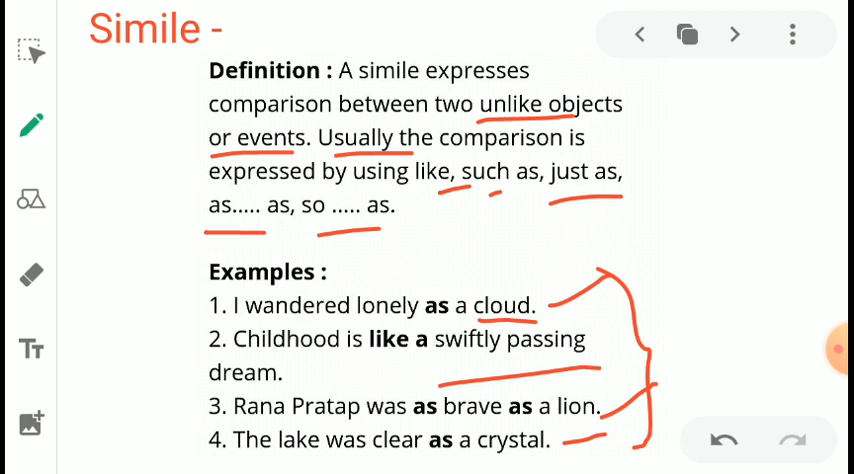 Simile -
Definition : A simile expresses
comparison between two unlike objects
or events. Usually the comparison is
expressed by using like, such as, just as,
as..... as, so ..... as.
Examples :
1. I wandered lonely as a cloud.
2. Childhood is like a swiftly passing
dream.
3. Rana Pratap was as brave as a lion.
4. The lake was clear as a crystal.